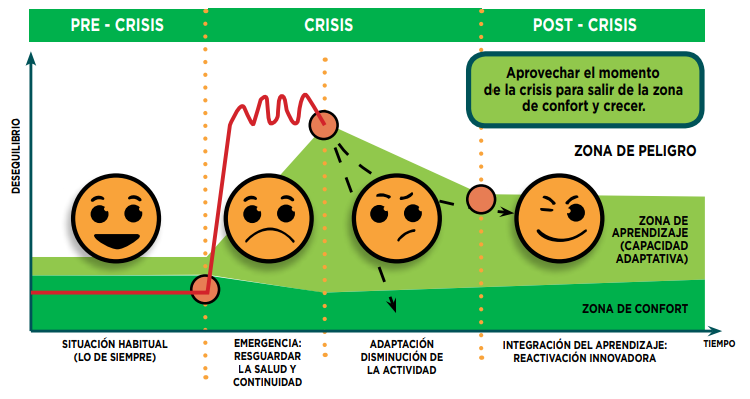 PRE - CRISIS
CRISIS
POST - CRISIS
Aprovechar el momento
de la crisis para salir de la zona
de confort y crecer.
DESEQUILIBRIO
ZONA DE PELIGRO
ZONA DE
APRENDIZAJE
(CAPACIDAD
ADAPTATIVA)
ZONA DE CONFORT
TIEMPO
SITUACIÓN HABITUAL
(LO DE SIEMPRE)
EMERGENCIA:
RESGUARDAR
LA SALUD Y
CONTINUIDAD
ADAPTACIÓN
DISMINUCIÓN DE
LA ACTIVIDAD
INTEGRACIÓN DEL APRENDIZAJE:
REACTIVACIÓN INNOVADORA